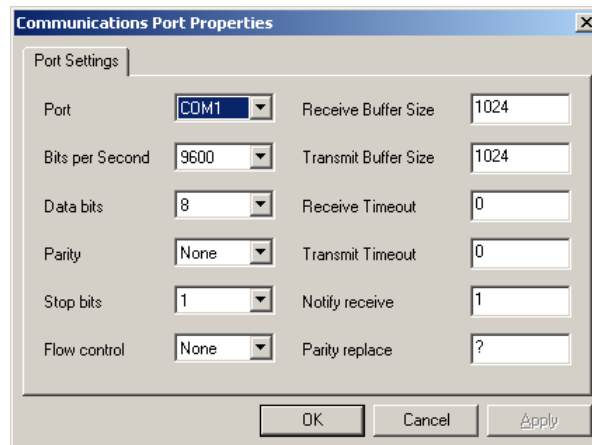 Communications Port Properties
Port Settings
Port COM1 Receive Buffer Size 1024
Bits per Second 9600 Transmit Buffer Size 1024
Data bits 8 Receive Timeout 0
Parity None Transmit Timeout 0
Stop bits 1 Notify receive 1
Flow control None Parity replace ?
OK Cancel Apply